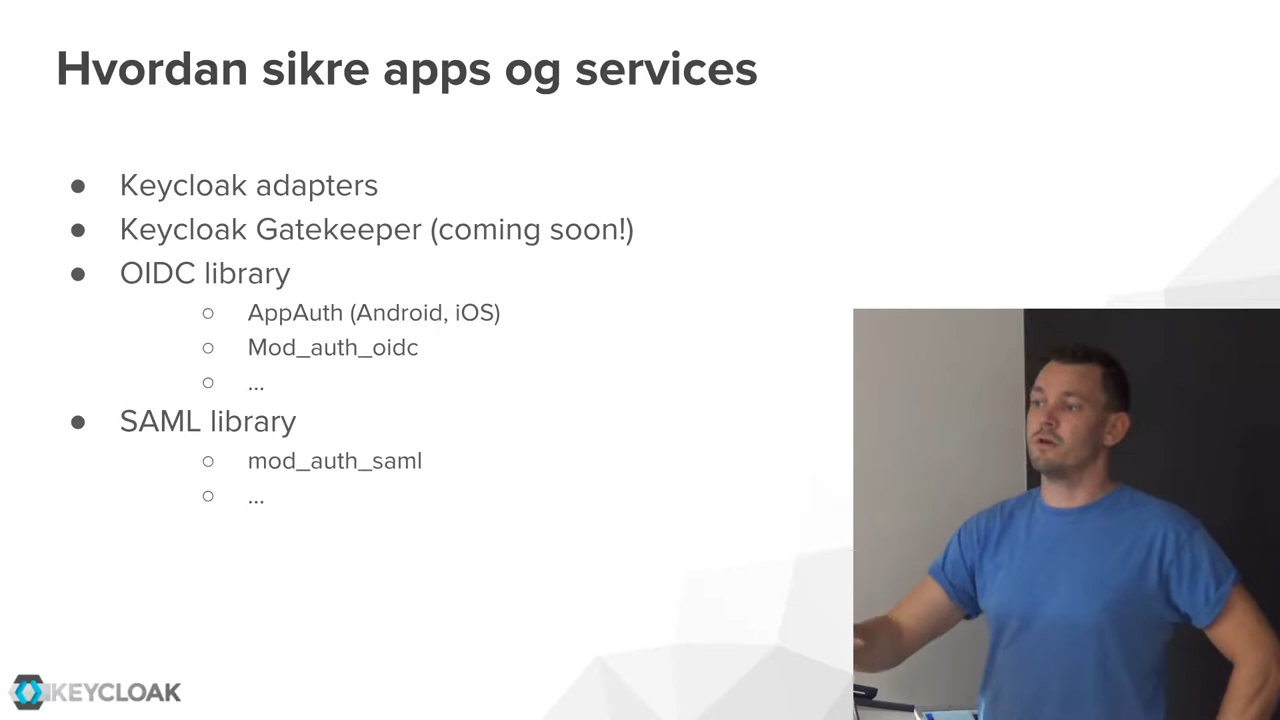 Hvordan sikre apps og services
● Keycloak adapters
● Keycloak Gatekeeper (coming soon!)
● OIDC library
○ AppAuth (Android, iOS)
○ Mod_auth_oidc
○ ...
● SAML library
○ mod_auth_saml
○ ...
KEYCLOAK